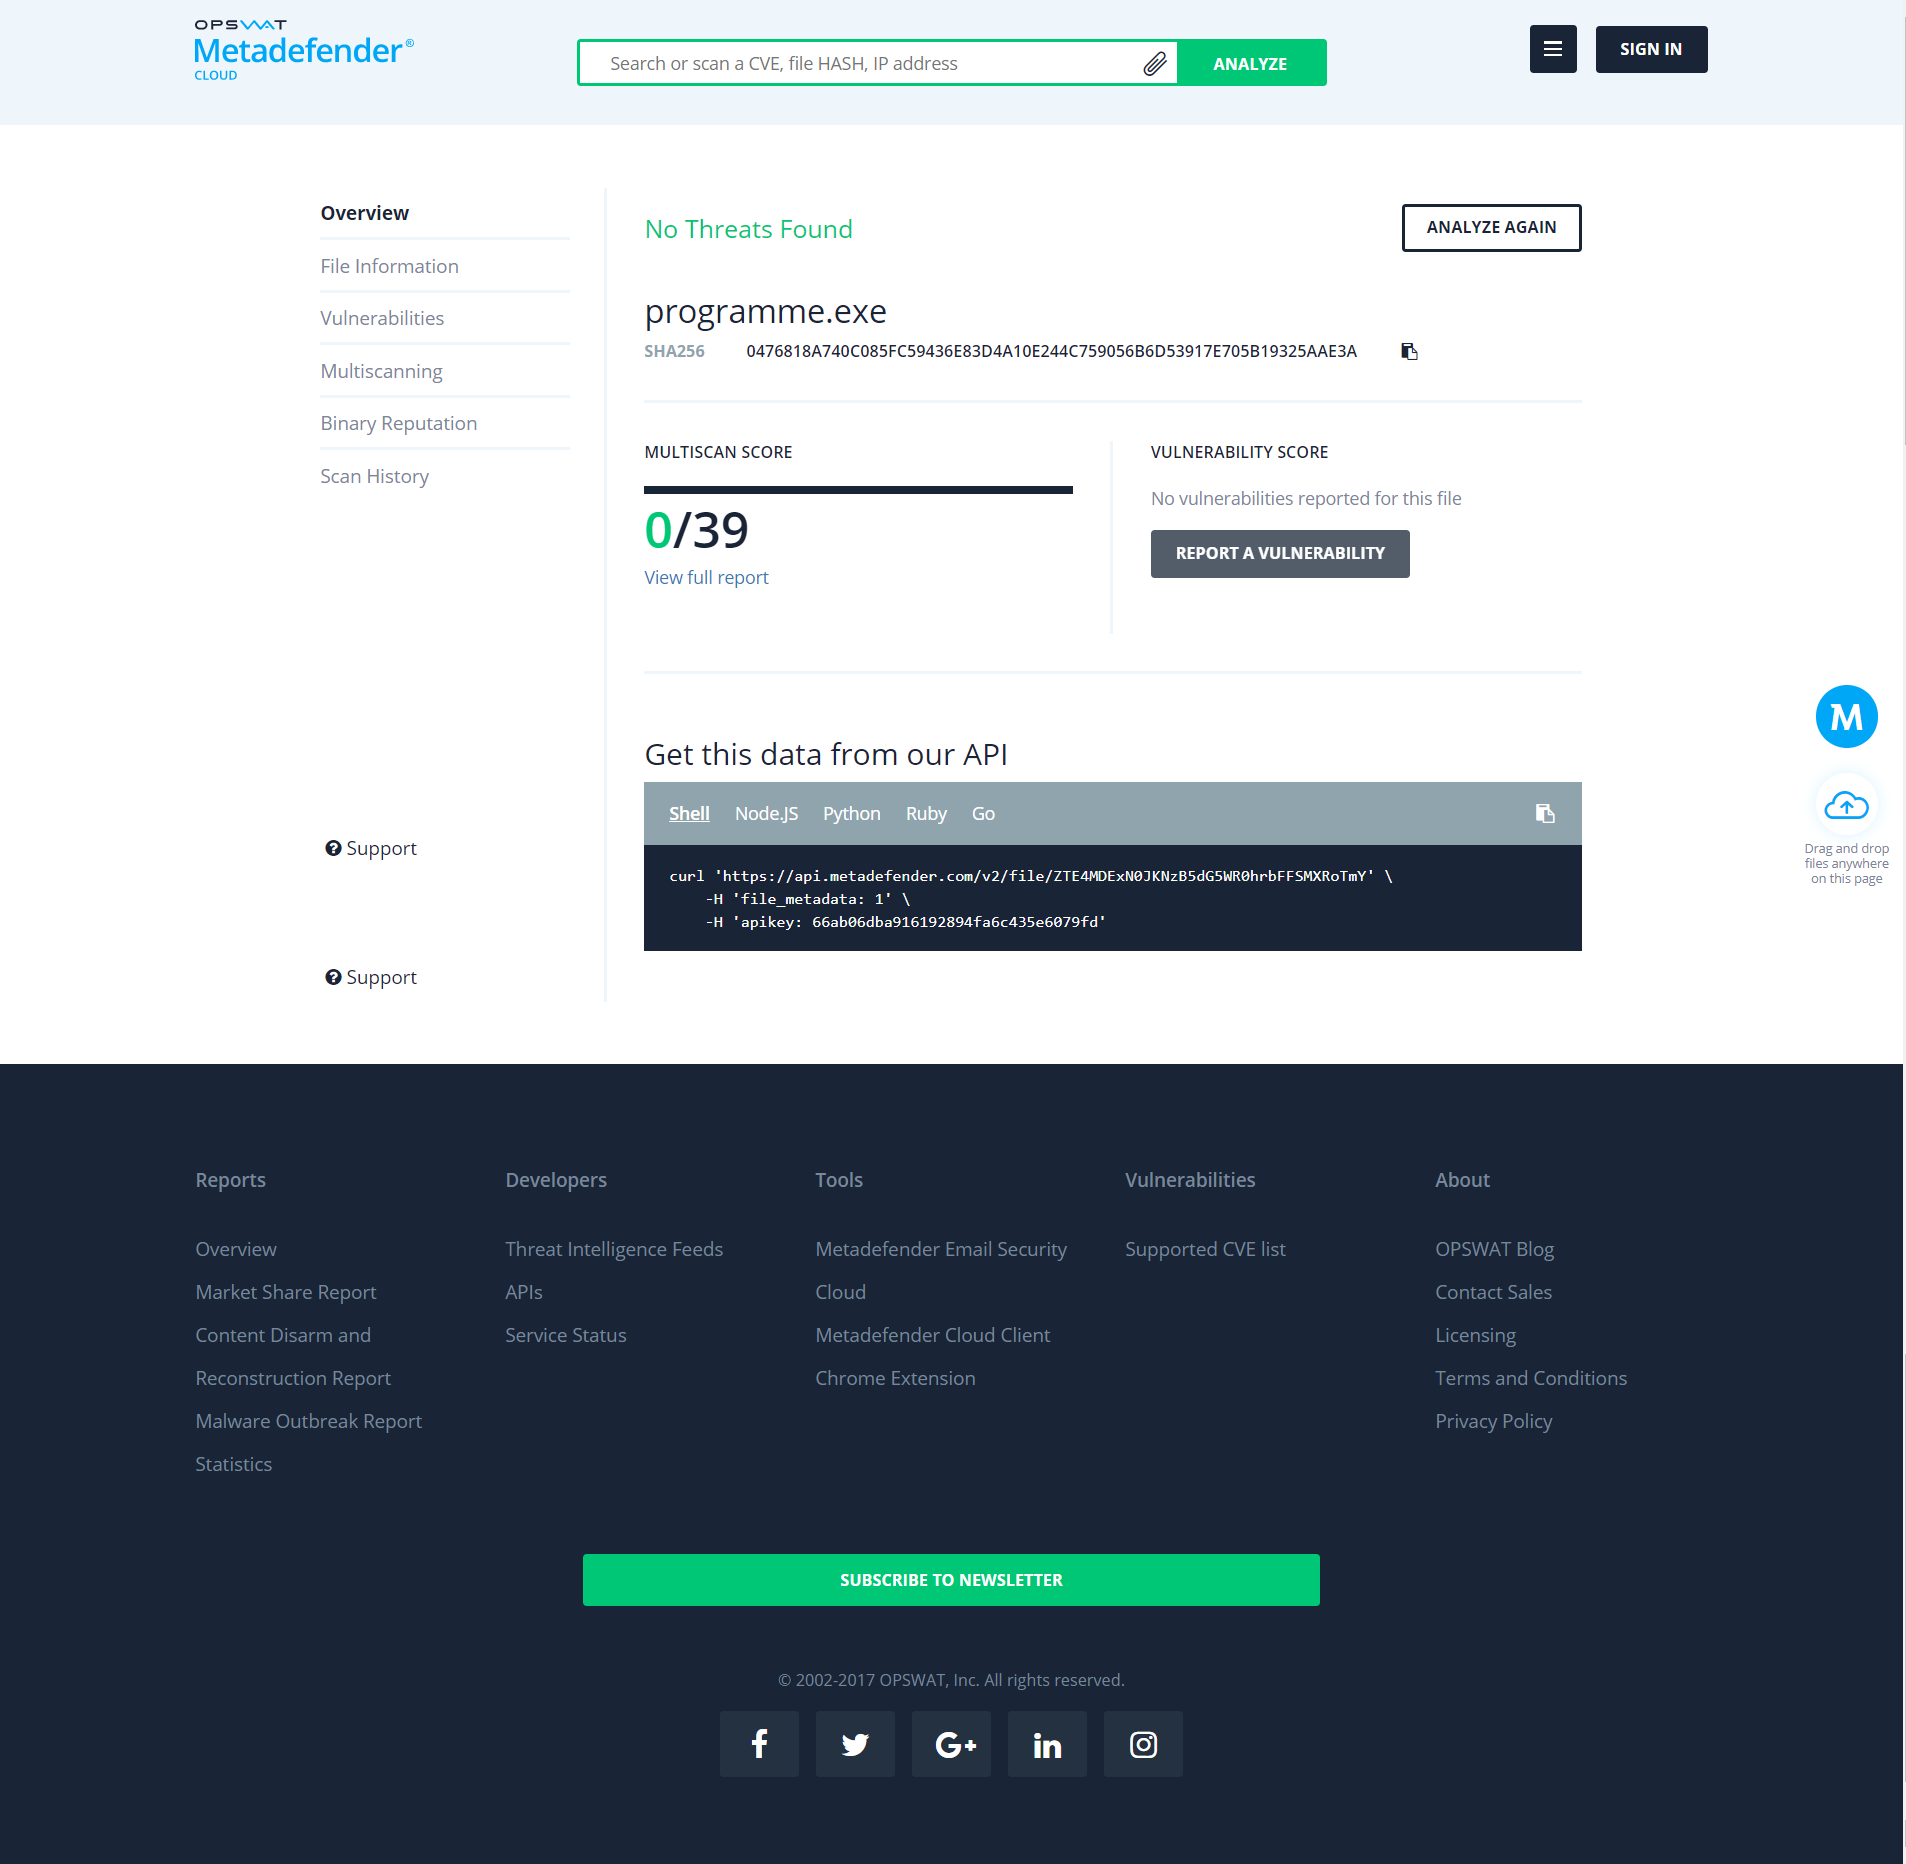 OPSWAT
Metadefender®
CLOUD
Search or scan a CVE, file HASH, IP address
ANALYZE
SIGN IN
Overview
File Information
Vulnerabilities
Multiscanning
Binary Reputation
Scan History
Support
Support
No Threats Found
ANALYZE AGAIN
programme.exe
SHA256 0476818A740C085FC59436E83D4A10E244C759056B6D53917E705B19325AAE3A
MULTISCAN SCORE
0/39
View full report
VULNERABILITY SCORE
No vulnerabilities reported for this file
REPORT A VULNERABILITY
Get this data from our API
Shell Node.JS Python Ruby Go
curl 'https://api.metadefender.com/v2/file/ZTE4MDExN0JKNzB5dG5WR0hrbFFSMXRoTmY' \
-H 'file_metadata: 1' \
-H 'apikey: 66ab06dba916192894fa6c435e6079fd'
M
Drag and drop
files anywhere
on this page
Reports
Overview
Market Share Report
Content Disarm and
Reconstruction Report
Malware Outbreak Report
Statistics
Developers
Threat Intelligence Feeds
APIs
Service Status
Tools
Metadefender Email Security
Cloud
Metadefender Cloud Client
Chrome Extension
Vulnerabilities
Supported CVE list
About
OPSWAT Blog
Contact Sales
Licensing
Terms and Conditions
Privacy Policy
SUBSCRIBE TO NEWSLETTER
© 2002-2017 OPSWAT, Inc. All rights reserved.
f G+ in